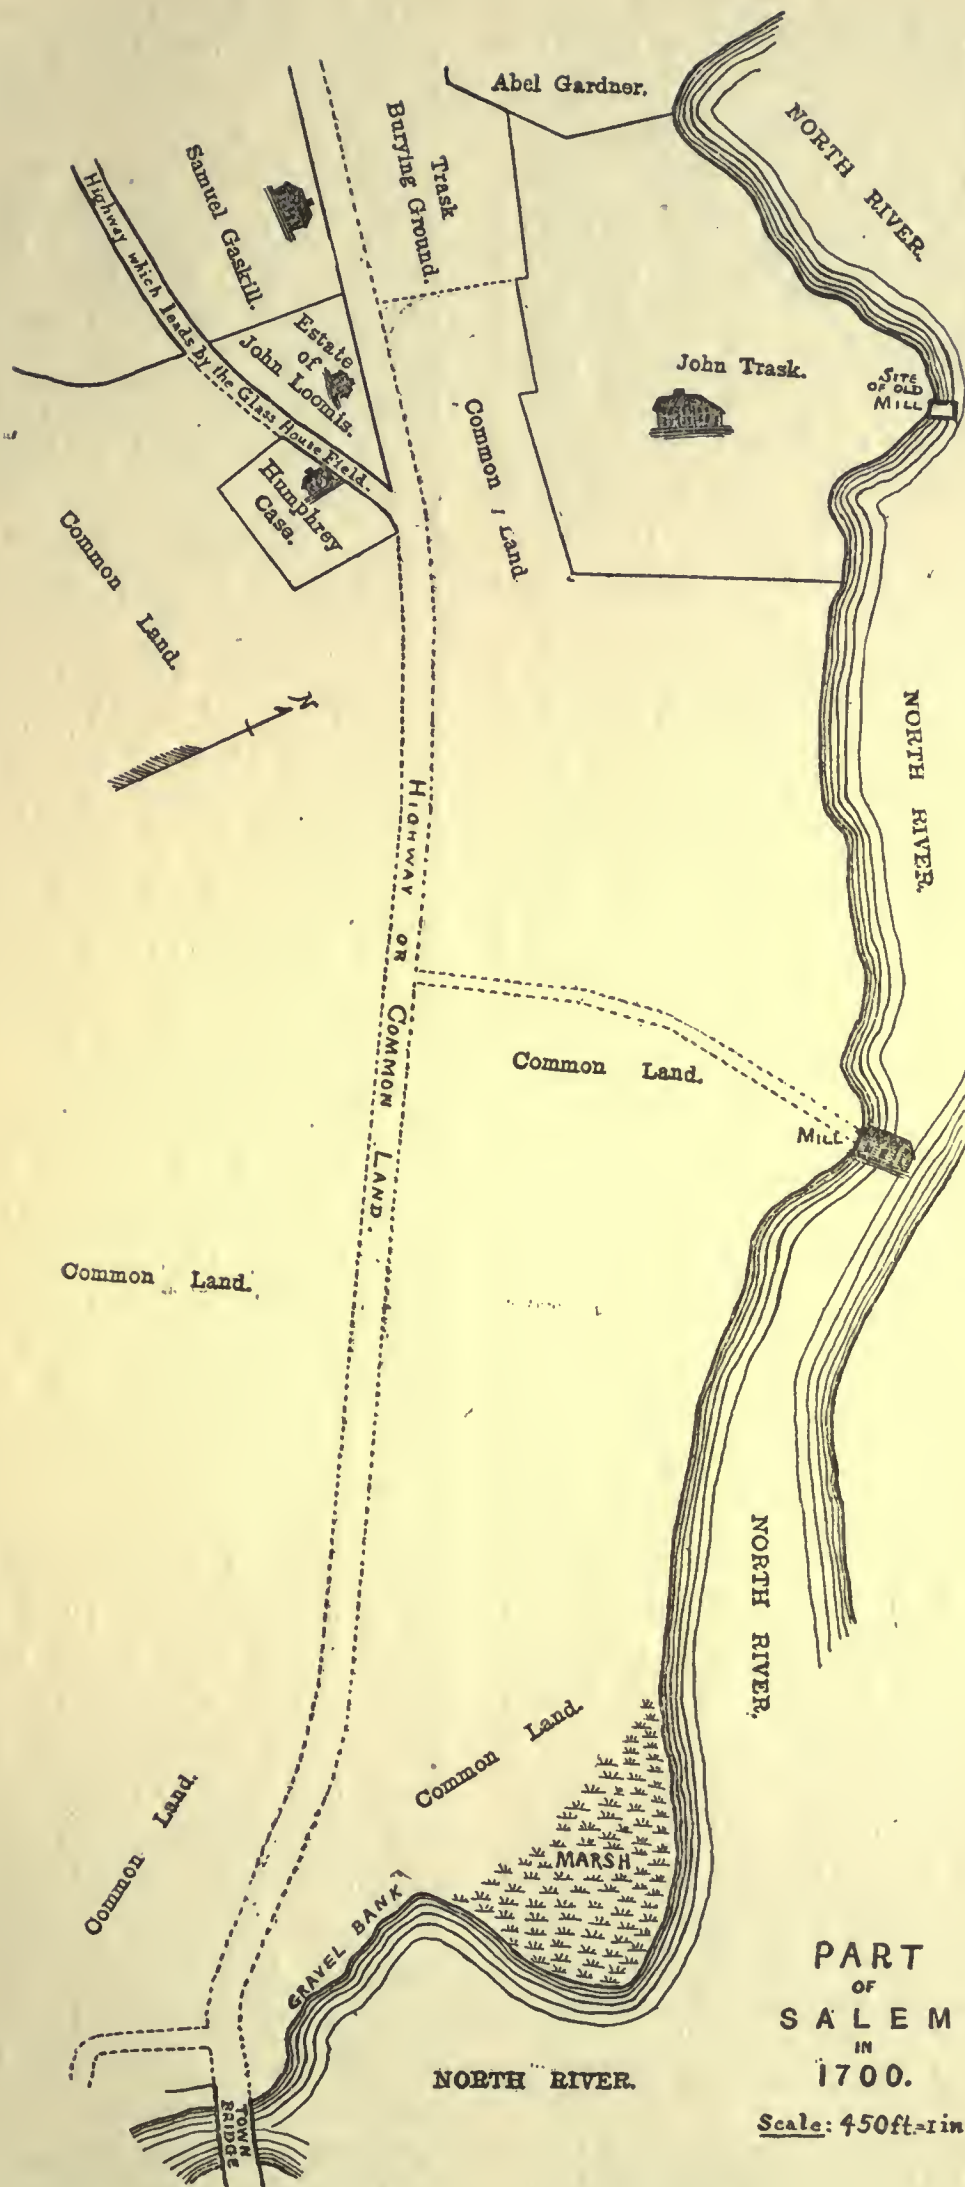 Abel Gardner.
NORTH RIVER.
Trask
Burying Ground.
Samuel Gaskill.
Highway which leads by the Glass House Field.
Estate
of
John Loomis.
John Trask.
SITE
OF OLD
MILL
Common Land
Humphrey
Case.
Common Land.
N
NORTH RIVER.
HIGHWAY OR COMMON LAND.
Common Land.
MILL
Common Land.
NORTH RIVER.
Common Land.
Common Land.
MARSH
GRAVEL BANK
NORTH RIVER.
TOWN
BRIDGE
PART
OF
SALEM
IN
1700.
Scale: 450ft.=1in